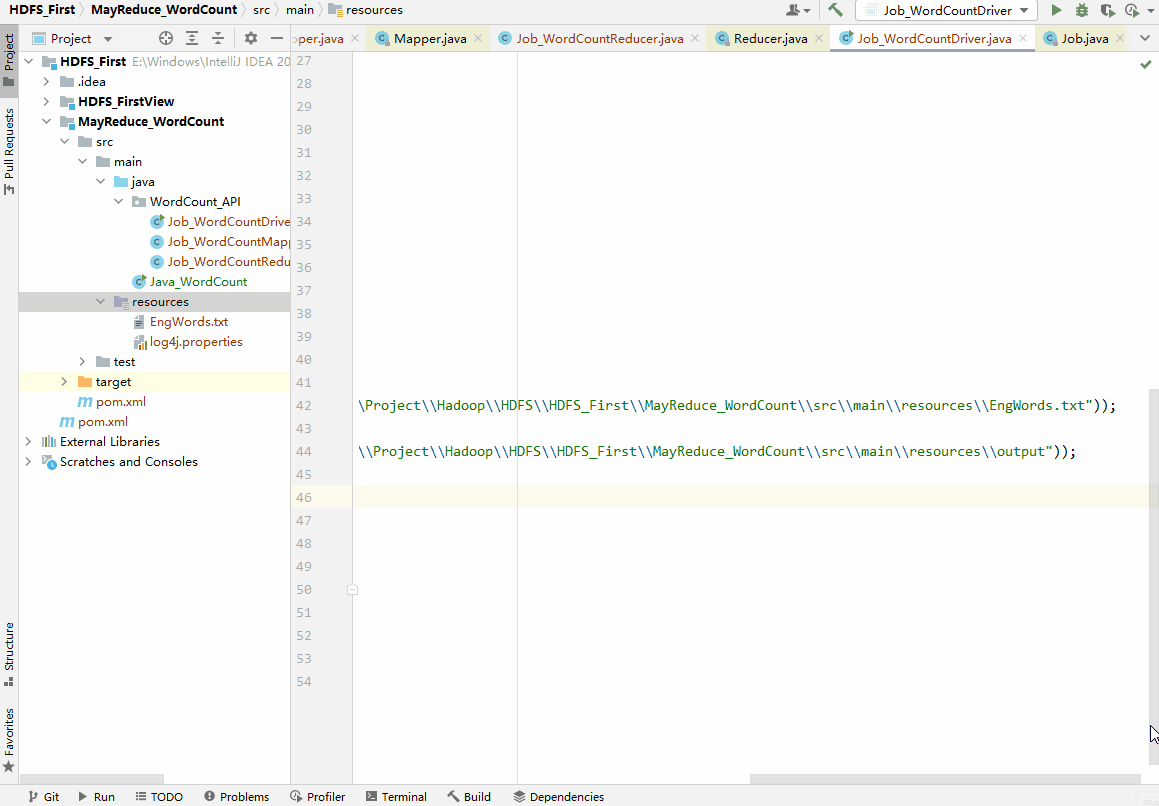 HDFS_First MayReduce_WordCount src main resources Job_WordCountDriver
Project
Project
pper.java Mapper.java Job_WordCountReducer.java Reducer.java Job_WordCountDriver.java Job.java
HDFS_First E:\Windows\IntelliJ IDEA 20
.idea
HDFS_FirstView
MayReduce_WordCount
src
main
java
WordCount_API
Job_WordCountDrive
Job_WordCountMapp
Job_WordCountRedu
Java_WordCount
resources
EngWords.txt
log4j.properties
test
target
pom.xml
pom.xml
External Libraries
Scratches and Consoles
Pull Requests
Structure
Favorites
27
28
29
30
31
32
33
34
35
36
37
38
39
40
41
42 \Project\\Hadoop\\HDFS\\HDFS_First\\MayReduce_WordCount\\src\\main\\resources\\EngWords.txt"));
43
44 \\Project\\Hadoop\\HDFS\\HDFS_First\\MayReduce_WordCount\\src\\main\\resources\\output"));
45
46
47
48
49
50
51
52
53
54
Git Run TODO Problems Profiler Terminal Build Dependencies